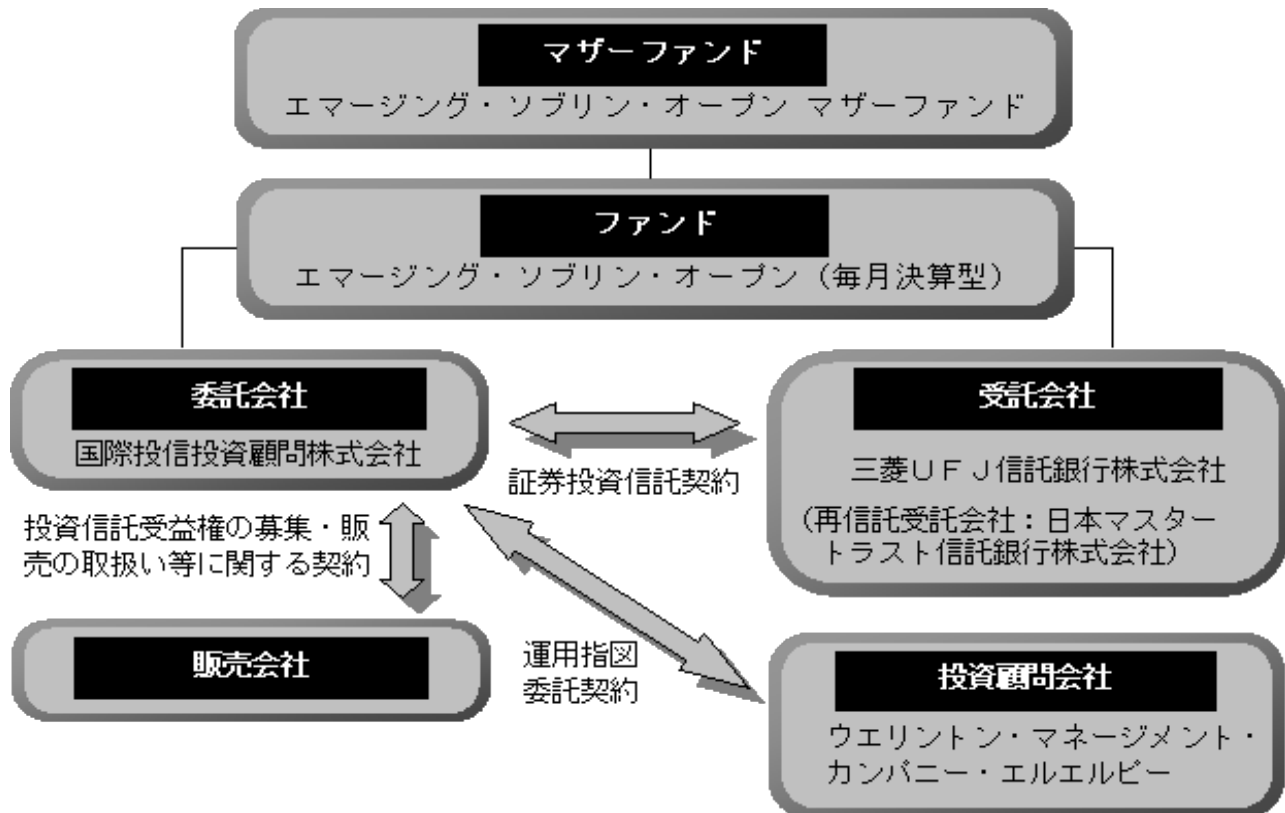 マザーファンド
エマージング・ソブリン・オープン マザーファンド
ファンド
エマージング・ソブリン・オープン（毎月決算型）
委託会社
国際投信投資顧問株式会社
受託会社
三菱ＵＦＪ信託銀行株式会社
（再信託受託会社：日本マスター
トラスト信託銀行株式会社）
証券投資信託契約
投資信託受益権の募集・販
売の取扱い等に関する契約
販売会社
運用指図
委託契約
投資顧問会社
ウエリントン・マネージメント・
カンパニー・エルエルピー